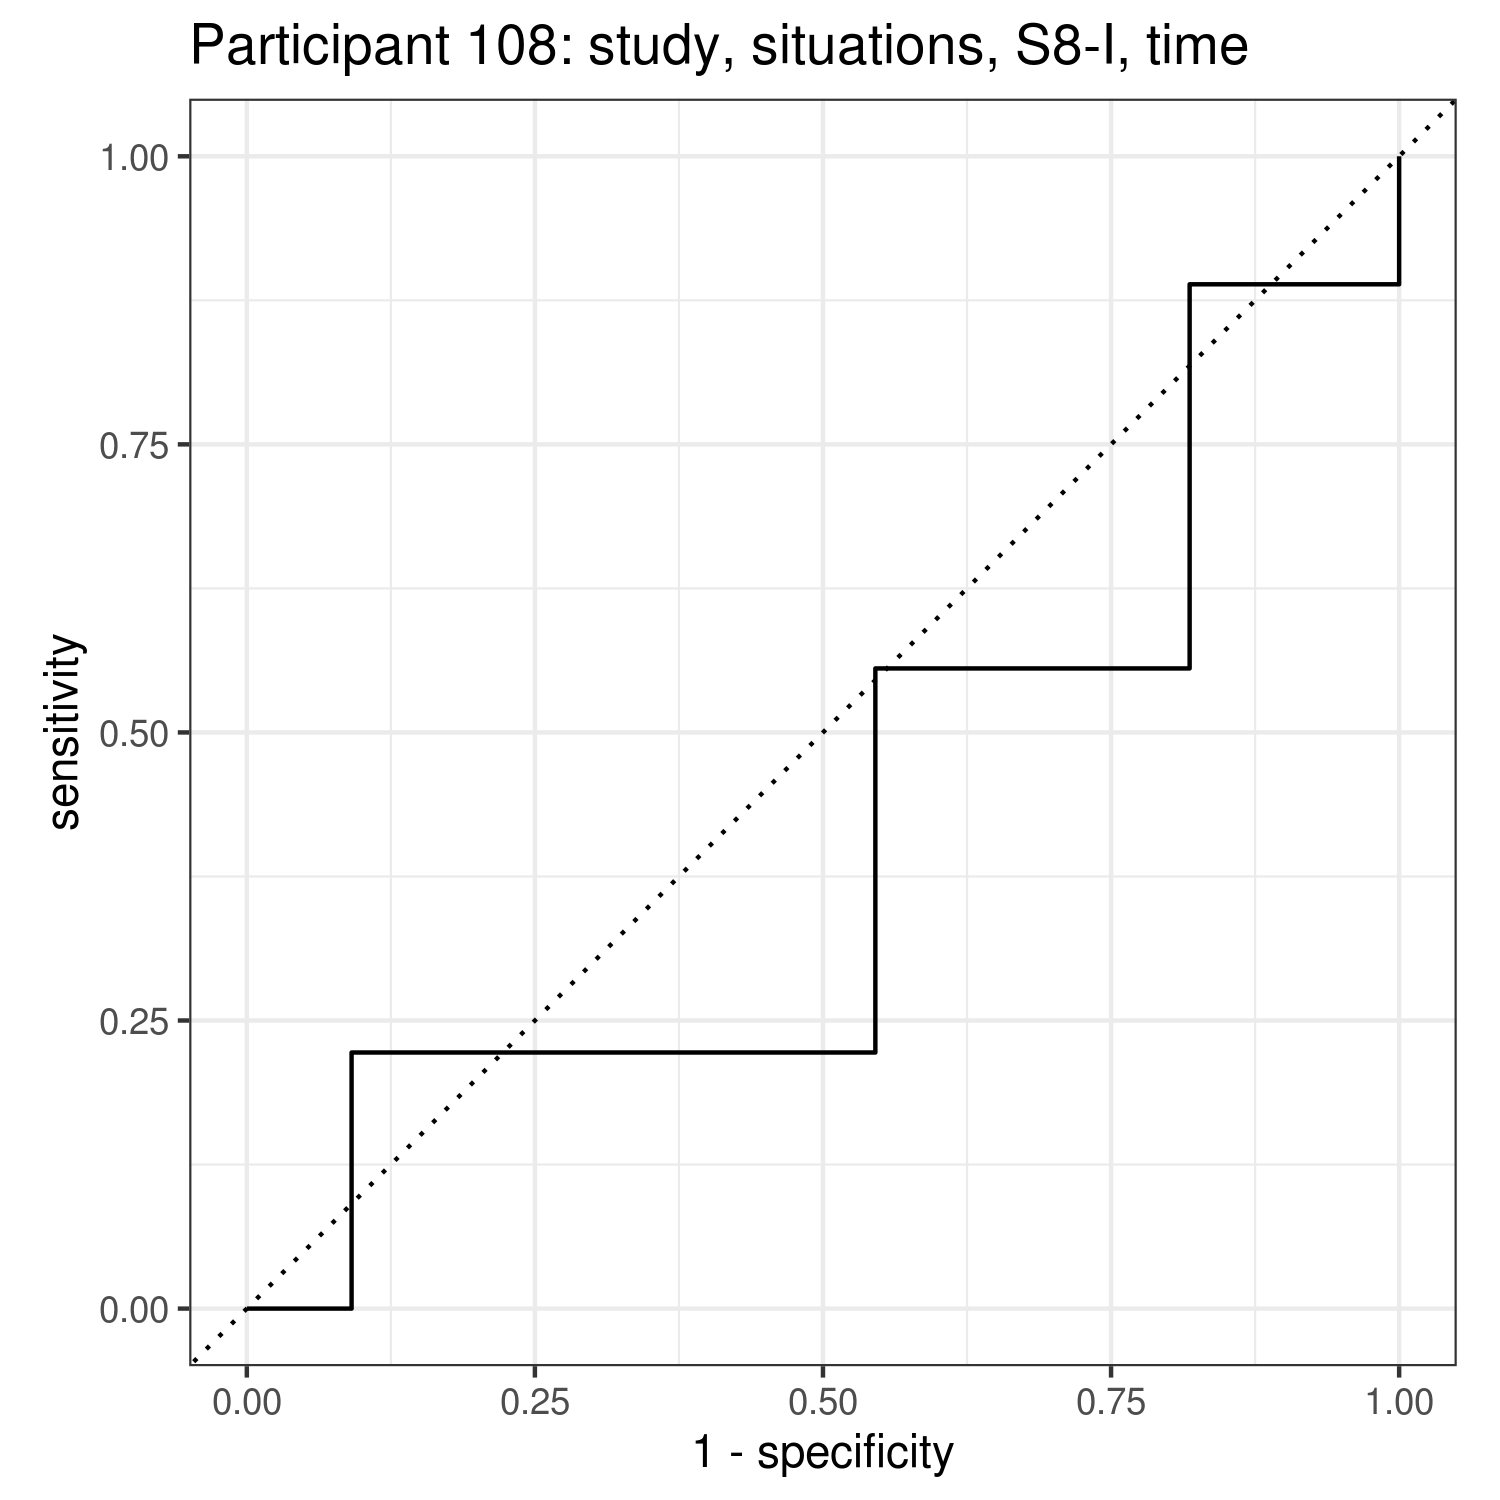 Participant 108: study, situations, S8-I, time
1.00
0.75
0.50
0.25
0.00
sensitivity
0.00 0.25 0.50 0.75 1.00
1 - specificity